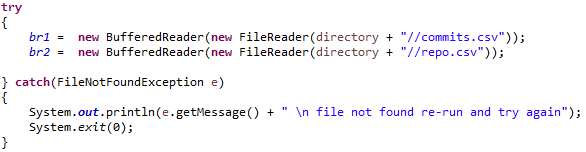 try
{
br1 = new BufferedReader(new FileReader(directory + "//commits.csv"));
br2 = new BufferedReader(new FileReader(directory + "//repo.csv"));
} catch(FileNotFoundException e)
{
System.out.println(e.getMessage() + " \n file not found re-run and try again");
System.exit(0);
}